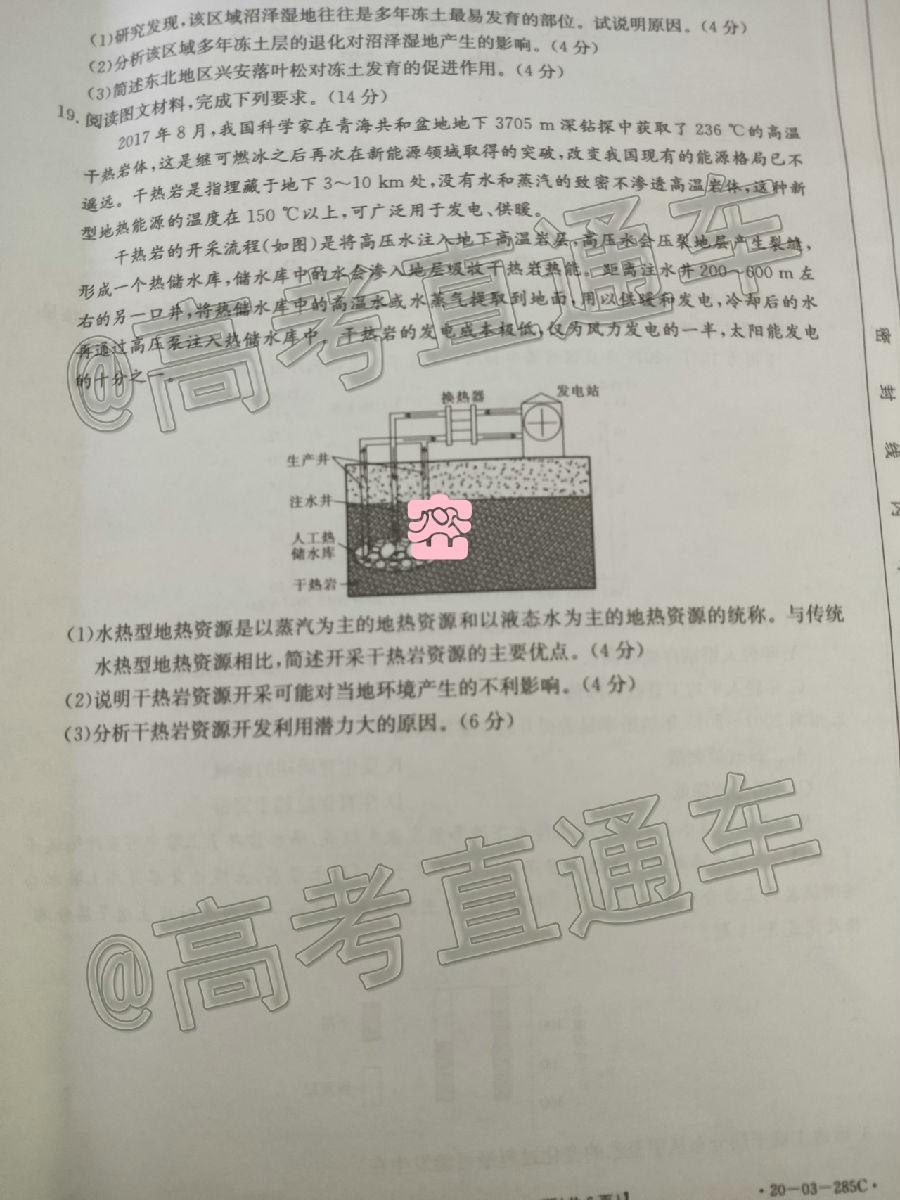 (1)研究发现,该区域沼泽湿地往往是多年冻土最易发育的部位。试说明原因。(4分)
(2)分析该区域多年冻土层的退化对沼泽湿地产生的影响。(4分)
(3)简述东北地区兴安落叶松对冻土发育的促进作用。(4分)
19. 阅读图文材料,完成下列要求。(14分)
2017年8月,我国科学家在青海共和盆地地下3705 m深钻探中获取了236 ℃的高温
干热岩体,这是继可燃冰之后再次在新能源领域取得的突破,改变我国现有的能源格局已不
遥远。干热岩是指埋藏于地下3~10 km处,没有水和蒸汽的致密不渗透高温岩体,这种新
型地热能源的温度在150 ℃以上,可广泛用于发电、供暖。
干热岩的开采流程(如图)是将高压水注入地下高温岩层,高压水会压裂地层产生裂缝,
形成一个热储水库,储水库中的水会渗入地层吸收干热岩热能。距离注水井200~600 m左
右的另一口井,将热储水库中的高温水或水蒸气提取到地面,用以供暖和发电,冷却后的水
再通过高压泵注入热储水库中。干热岩的发电成本极低,仅为风力发电的一半,太阳能发电
的十分之一。
换热器
发电站
生产井
注水井
人工热
储水库
干热岩
(1)水热型地热资源是以蒸汽为主的地热资源和以液态水为主的地热资源的统称。与传统
水热型地热资源相比,简述开采干热岩资源的主要优点。(4分)
(2)说明干热岩资源开采可能对当地环境产生的不利影响。(4分)
(3)分析干热岩资源开发利用潜力大的原因。(6分)
密
封
线
内
@高考直通车
@高考直通车
·20-03-285C·